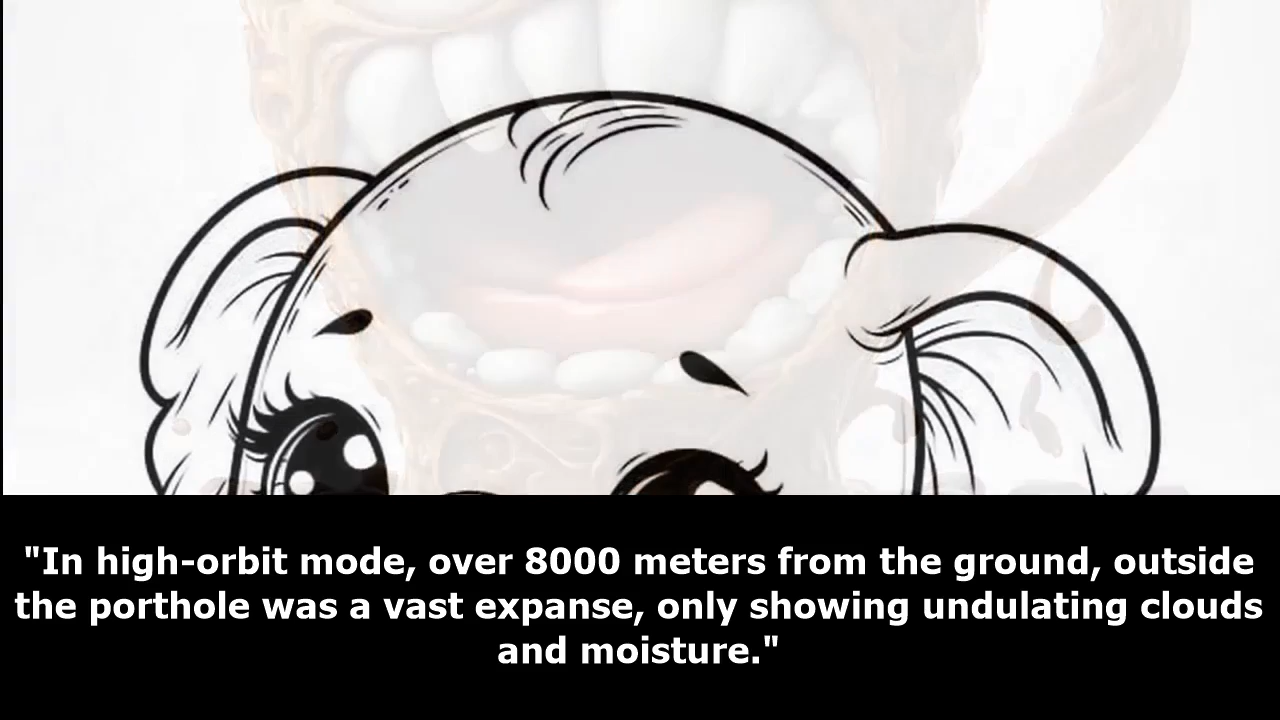 "In high-orbit mode, over 8000 meters from the ground, outside
the porthole was a vast expanse, only showing undulating clouds
and moisture."